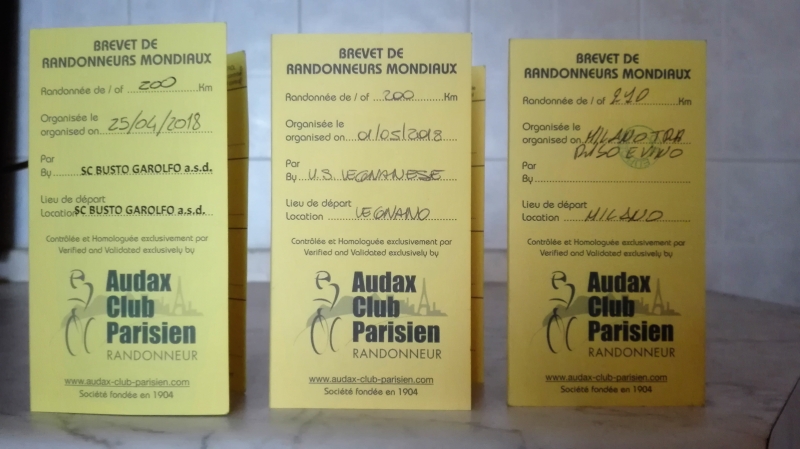 BREVET DE
RANDONNEURS MONDIAUX
Randonnée de / of 200 Km
Organisée le
organised on 25/04/2018
Par
By SC BUSTO GAROLFO a.s.d.
Lieu de départ
Location SC BUSTO GAROLFO a.s.d.
Contrôlée et Homologuée exclusivement par
Verified and Validated exclusively by
Audax
Club
Parisien
RANDONNEUR
www.audax-club-parisien.com
Société fondée en 1904
BREVET DE
RANDONNEURS MONDIAUX
Randonnée de / of 200 Km
Organisée le
organised on 01/05/2018
Par
By U.S. LEGNANESE
Lieu de départ
Location LEGNANO
Contrôlée et Homologuée exclusivement par
Verified and Validated exclusively by
Audax
Club
Parisien
RANDONNEUR
www.audax-club-parisien.com
Société fondée en 1904
BREVET DE
RANDONNEURS MONDIAUX
Randonnée de / of 210 Km
Organisée le
organised on MILANO TRA
Par RISO E VINO
By
Lieu de départ
Location MILANO
Contrôlée et Homologuée exclusivement par
Verified and Validated exclusively by
Audax
Club
Parisien
RANDONNEUR
www.audax-club-parisien.com
Société fondée en 1904